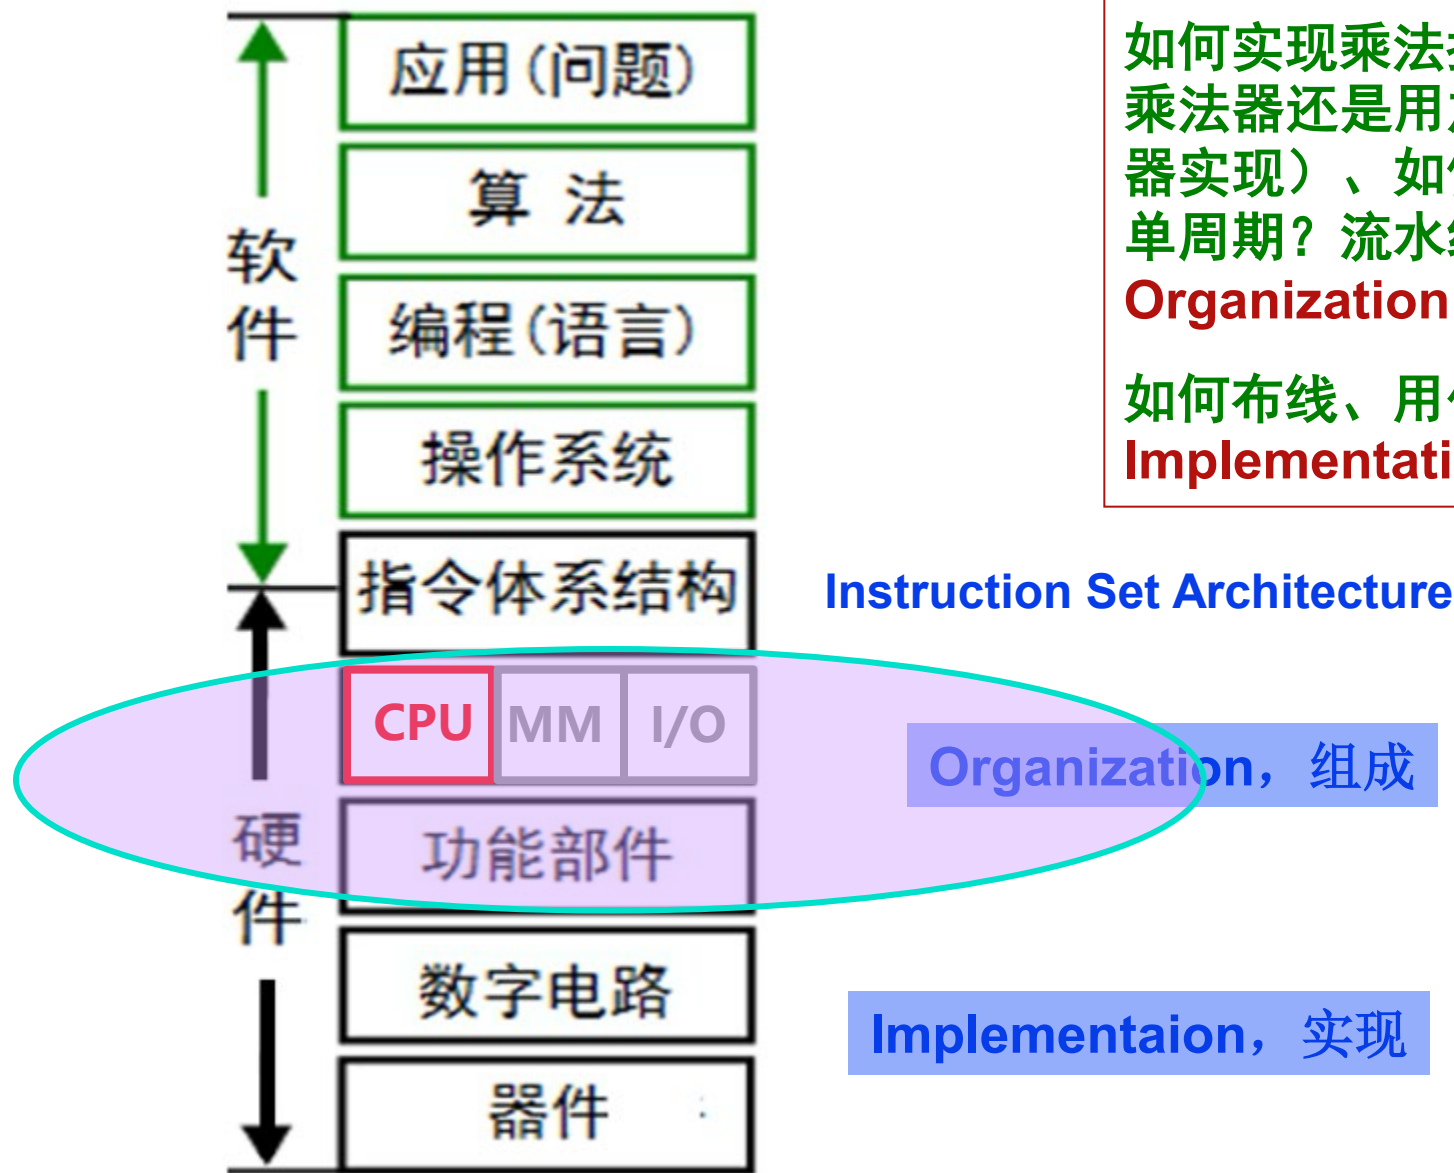 应用(问题)
算 法
编程(语言)
操作系统
指令体系结构
CPU MM I/O
功能部件
数字电路
器件
软件
硬件
如何实现乘法
乘法器还是用
器实现）、如
单周期？流水
Organization
如何布线、用
Implementati
Instruction Set Architecture
Organization，组成
Implementaion，实现